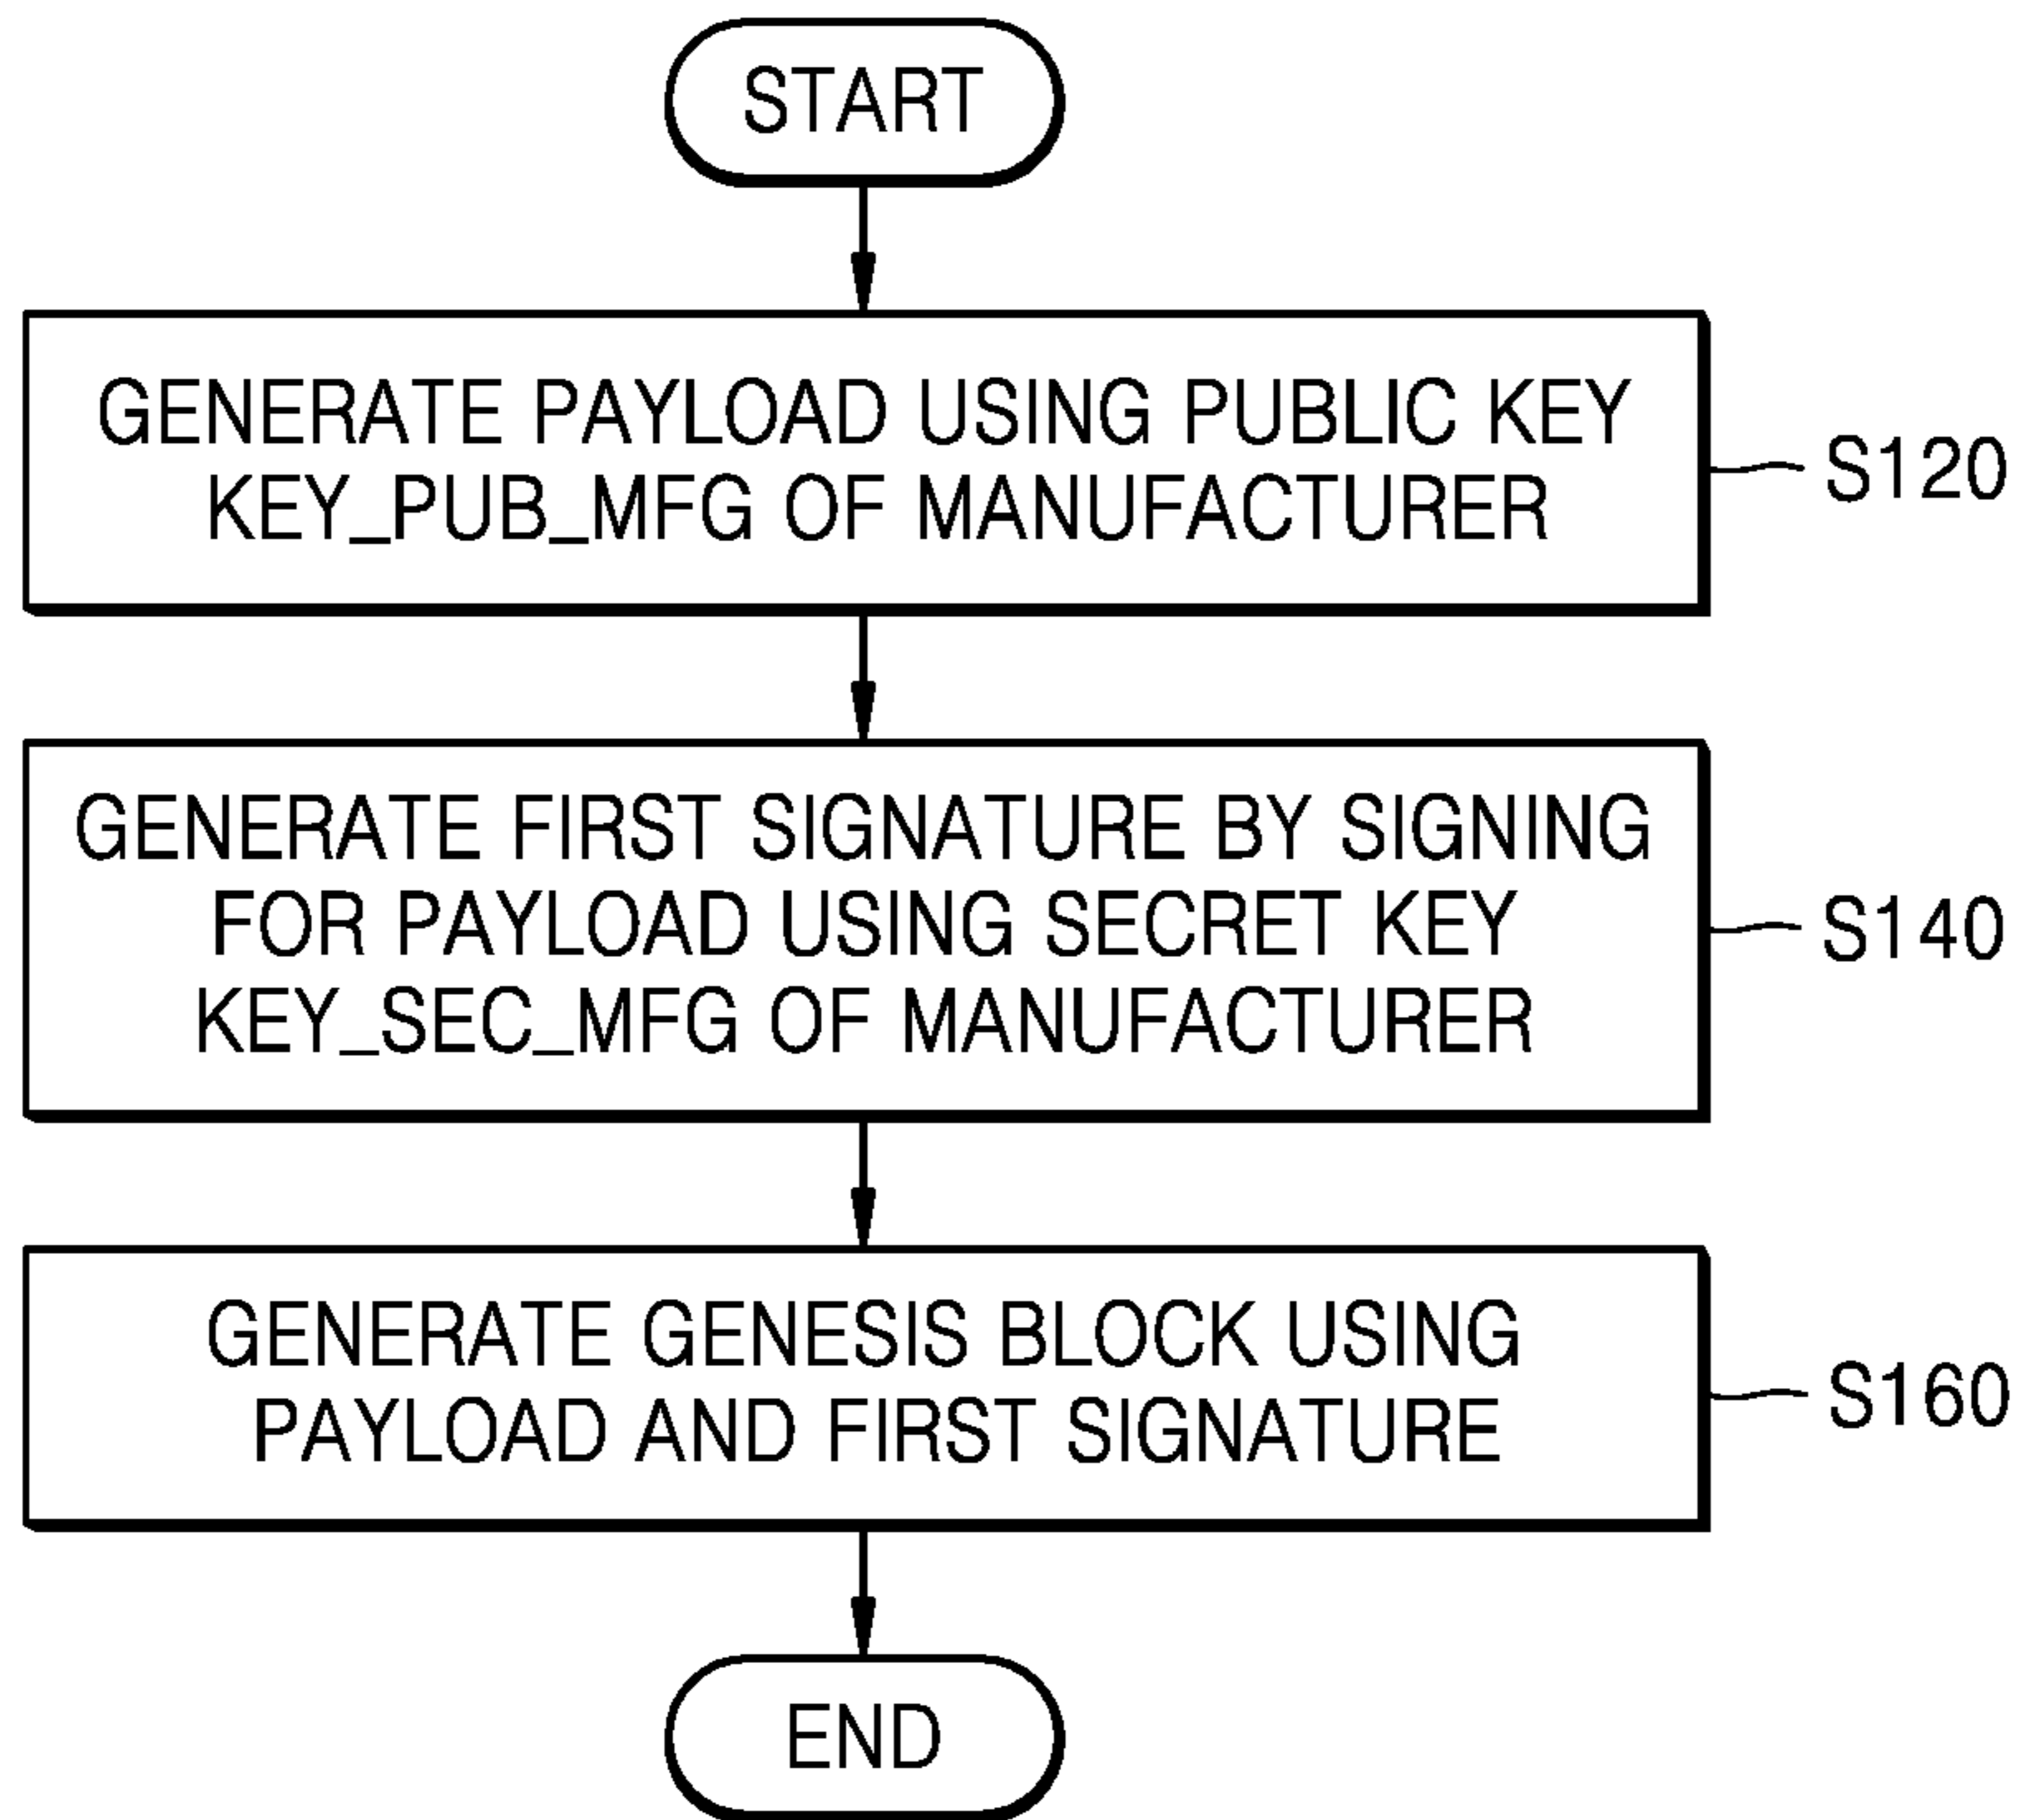 START
GENERATE PAYLOAD USING PUBLIC KEY
KEY_PUB_MFG OF MANUFACTURER
S120
GENERATE FIRST SIGNATURE BY SIGNING
FOR PAYLOAD USING SECRET KEY
KEY_SEC_MFG OF MANUFACTURER
S140
GENERATE GENESIS BLOCK USING
PAYLOAD AND FIRST SIGNATURE
S160
END